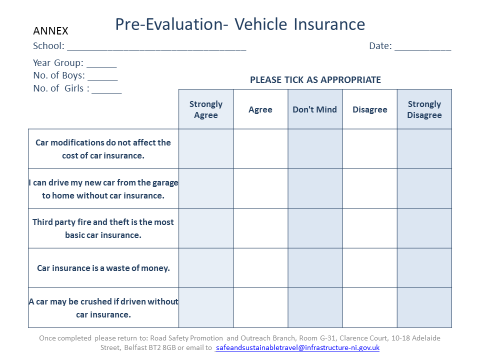 Pre-Evaluation- Vehicle Insurance
ANNEX
School: ___________________________________ Date: ___________
Year Group: ______
No. of Boys: ______
No. of Girls : ______
PLEASE TICK AS APPROPRIATE
Strongly
Agree
Agree
Don't Mind
Disagree
Strongly
Disagree
Car modifications do not affect the
cost of car insurance.
I can drive my new car from the garage
to home without car insurance.
Third party fire and theft is the most
basic car insurance.
Car insurance is a waste of money.
A car may be crushed if driven without
car insurance.
Once completed please return to: Road Safety Promotion and Outreach Branch, Room G-31, Clarence Court, 10-18 Adelaide
Street, Belfast BT2 8GB or email to safeandsustainabletravel@infrastructure-ni.gov.uk